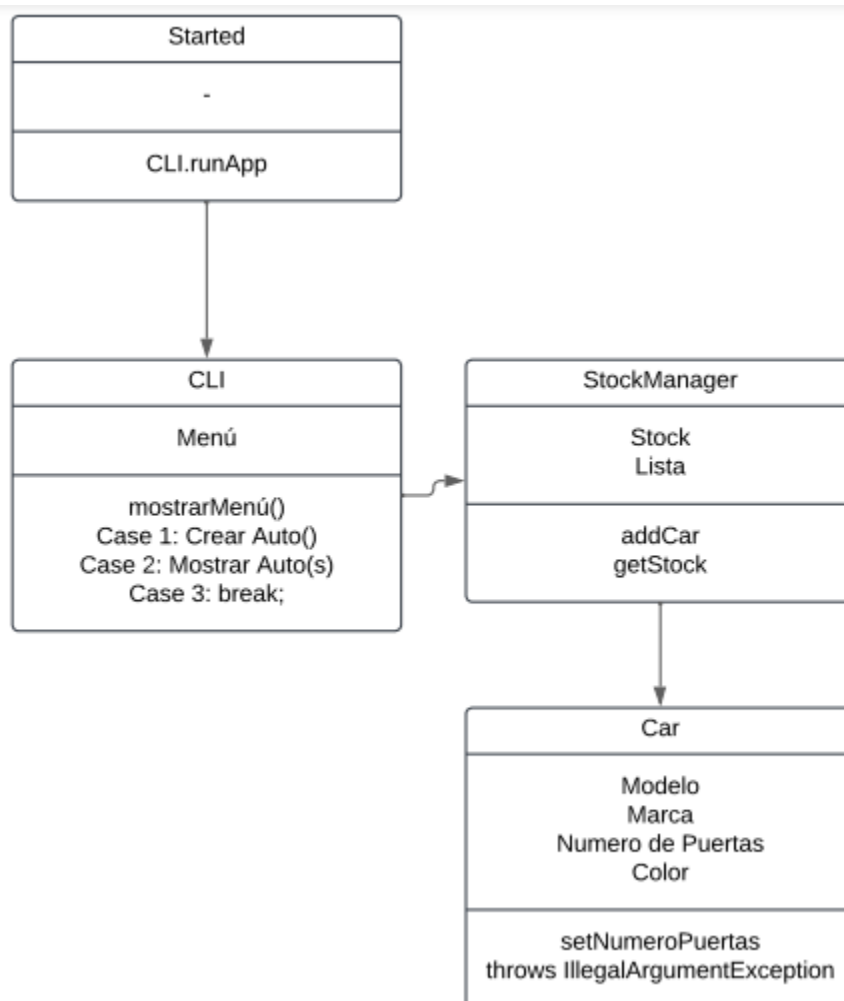 Started
-
CLI.runApp
CLI
Menú
mostrarMenú()
Case 1: Crear Auto()
Case 2: Mostrar Auto(s)
Case 3: break;
StockManager
Stock
Lista
addCar
getStock
Car
Modelo
Marca
Numero de Puertas
Color
setNumeroPuertas
throws IllegalArgumentException